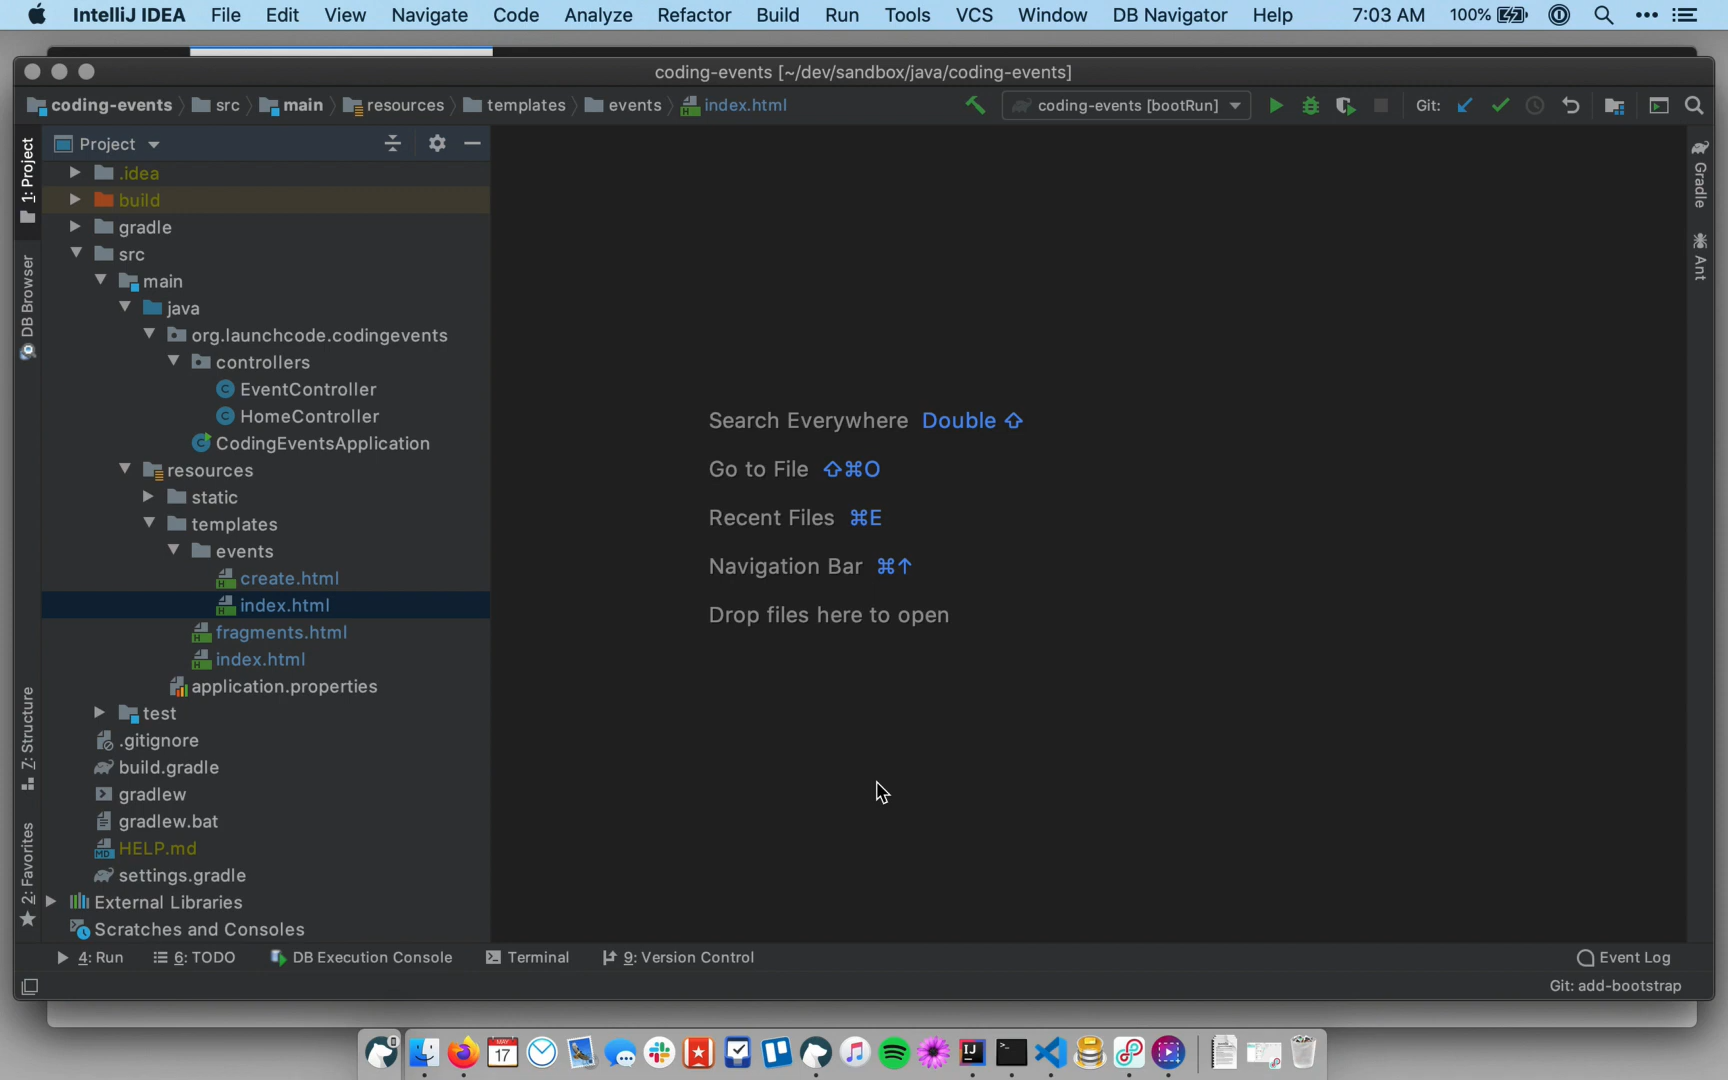 IntelliJ IDEA File Edit View Navigate Code Analyze Refactor Build Run Tools VCS Window DB Navigator Help 7:03 AM 100%
coding-events [~/dev/sandbox/java/coding-events]
coding-events src main resources templates events index.html coding-events [bootRun] Git:
1: Project
DB Browser
7: Structure
2: Favorites
Project
.idea
build
gradle
src
main
java
org.launchcode.codingevents
controllers
EventController
HomeController
CodingEventsApplication
resources
static
templates
events
create.html
index.html
fragments.html
index.html
application.properties
test
.gitignore
build.gradle
gradlew
gradlew.bat
HELP.md
settings.gradle
External Libraries
Scratches and Consoles
Search Everywhere Double ⇧
Go to File ⇧⌘O
Recent Files ⌘E
Navigation Bar ⌘↑
Drop files here to open
Gradle
Ant
4: Run 6: TODO DB Execution Console Terminal 9: Version Control Event Log
Git: add-bootstrap
MAY
17
IJ